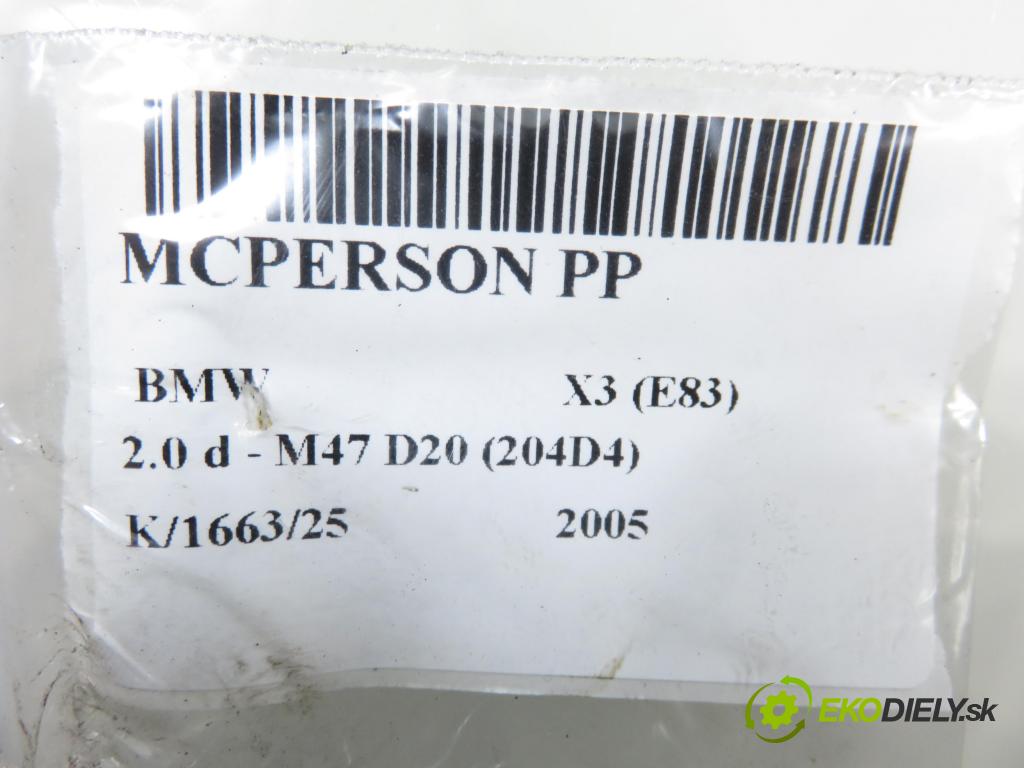 MCPERSON PP
BMW X3 (E83)
2.0 d - M47 D20 (204D4)
K/1663/25 2005
EKODIELY.sk